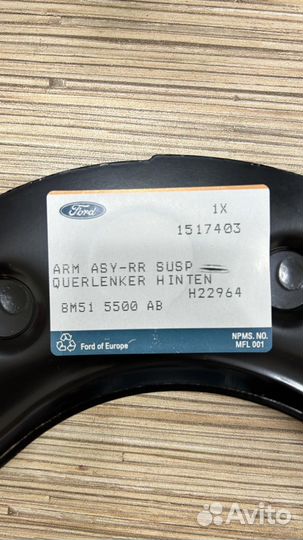 Ford
1X
1517403
ARM ASY-RR SUSP
QUERLENKER HINTEN
H22964
8M51 5500 AB
Ford of Europe
NPMS. NO.
MFL 001
Avito